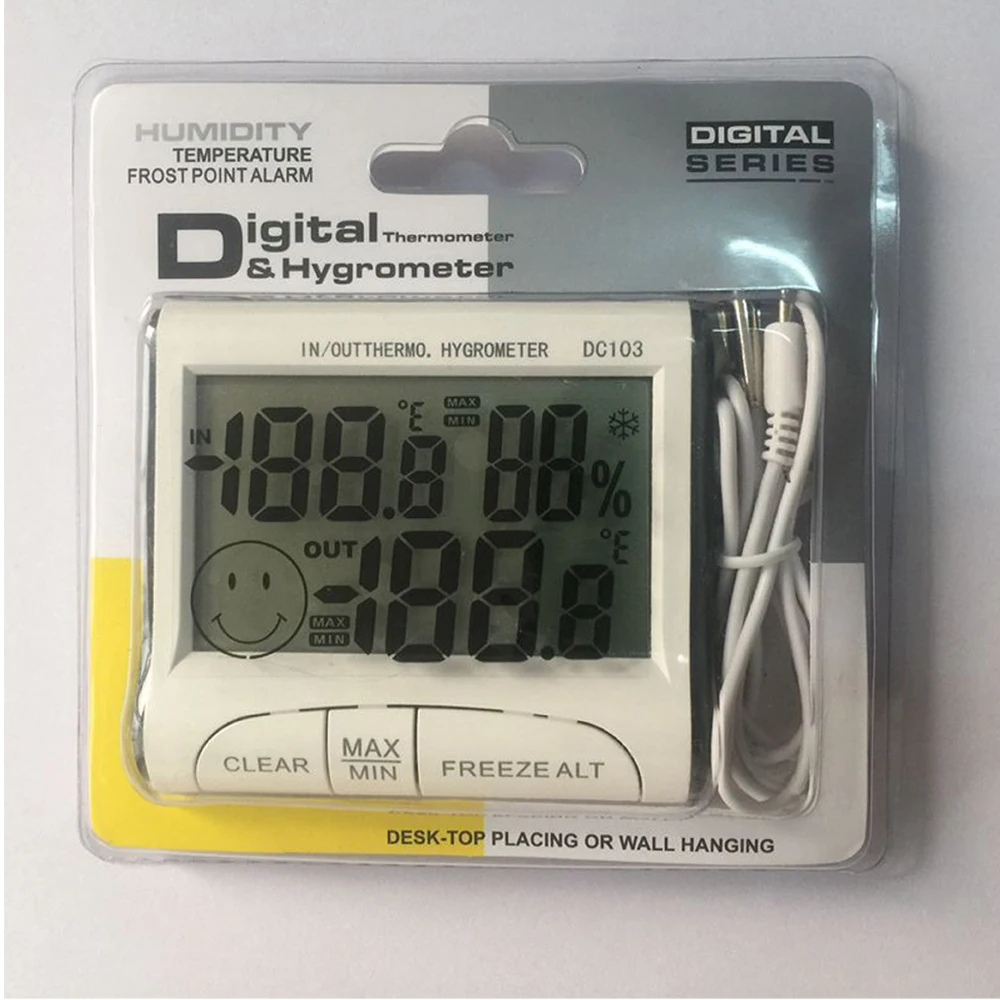 HUMIDITY
TEMPERATURE
FROST POINT ALARM
DIGITAL
SERIES
Digital Thermometer
& Hygrometer
IN/OUTTHERMO. HYGROMETER DC103
IN -188.8 °E MAX MIN 88 %
OUT -188.8 °E
MAX
MIN
CLEAR
MAX
MIN
FREEZE ALT
DESK-TOP PLACING OR WALL HANGING